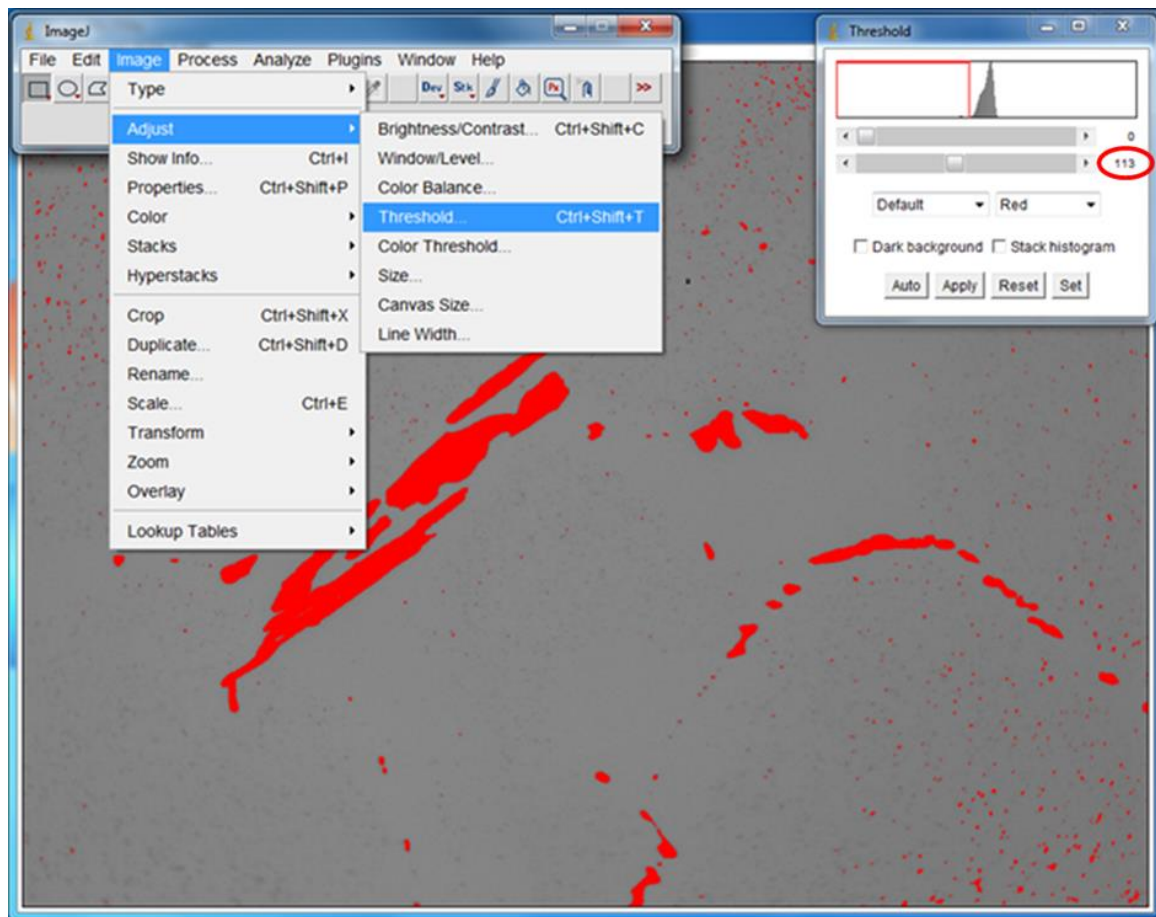 ImageJ
File Edit Image Process Analyze Plugins Window Help
Dev Stk
>>
Type
Adjust
Show Info... Ctrl+I
Properties... Ctrl+Shift+P
Color
Stacks
Hyperstacks
Crop Ctrl+Shift+X
Duplicate... Ctrl+Shift+D
Rename...
Scale... Ctrl+E
Transform
Zoom
Overlay
Lookup Tables
Brightness/Contrast... Ctrl+Shift+C
Window/Level...
Color Balance...
Threshold... Ctrl+Shift+T
Color Threshold...
Size...
Canvas Size...
Line Width...
Threshold
0
113
Default Red
Dark background Stack histogram
Auto Apply Reset Set